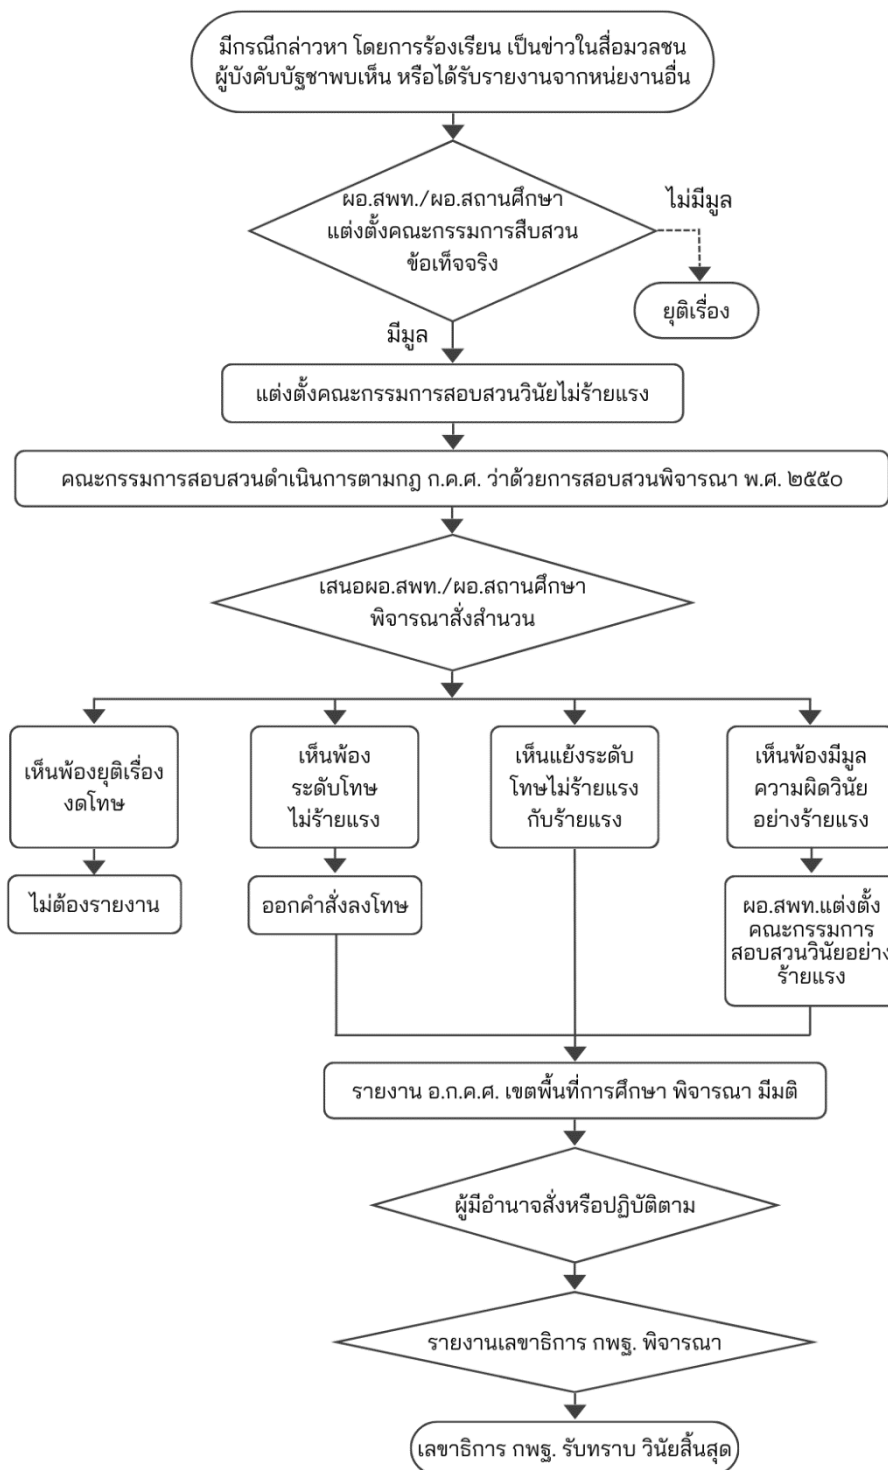 มีกรณีกล่าวหา โดยการร้องเรียน เป็นข่าวในสื่อมวลชน
ผู้บังคับบัฐชาพบเห็น หรือได้รับรายงานจากหน่ยงานอื่น
ผอ.สพท./ผอ.สถานศึกษา
แต่งตั้งคณะกรรมการสืบสวน
ข้อเท็จจริง
ไม่มีมูล
ยุติเรื่อง
มีมูล
แต่งตั้งคณะกรรมการสอบสวนวินัยไม่ร้ายแรง
คณะกรรมการสอบสวนดำเนินการตามกฎ ก.ค.ศ. ว่าด้วยการสอบสวนพิจารณา พ.ศ. ๒๕๕๐
เสนอผอ.สพท./ผอ.สถานศึกษา
พิจารณาสั่งสำนวน
เห็นพ้องยุติเรื่อง
งดโทษ
เห็นพ้อง
ระดับโทษ
ไม่ร้ายแรง
เห็นแย้งระดับ
โทษไม่ร้ายแรง
กับร้ายแรง
เห็นพ้องมีมูล
ความผิดวินัย
อย่างร้ายแรง
ไม่ต้องรายงาน
ออกคำสั่งลงโทษ
ผอ.สพท.แต่งตั้ง
คณะกรรมการ
สอบสวนวินัยอย่าง
ร้ายแรง
รายงาน อ.ก.ค.ศ. เขตพื้นที่การศึกษา พิจารณา มีมติ
ผู้มีอำนาจสั่งหรือปฏิบัติตาม
รายงานเลขาธิการ กพฐ. พิจารณา
เลขาธิการ กพฐ. รับทราบ วินัยสิ้นสุด